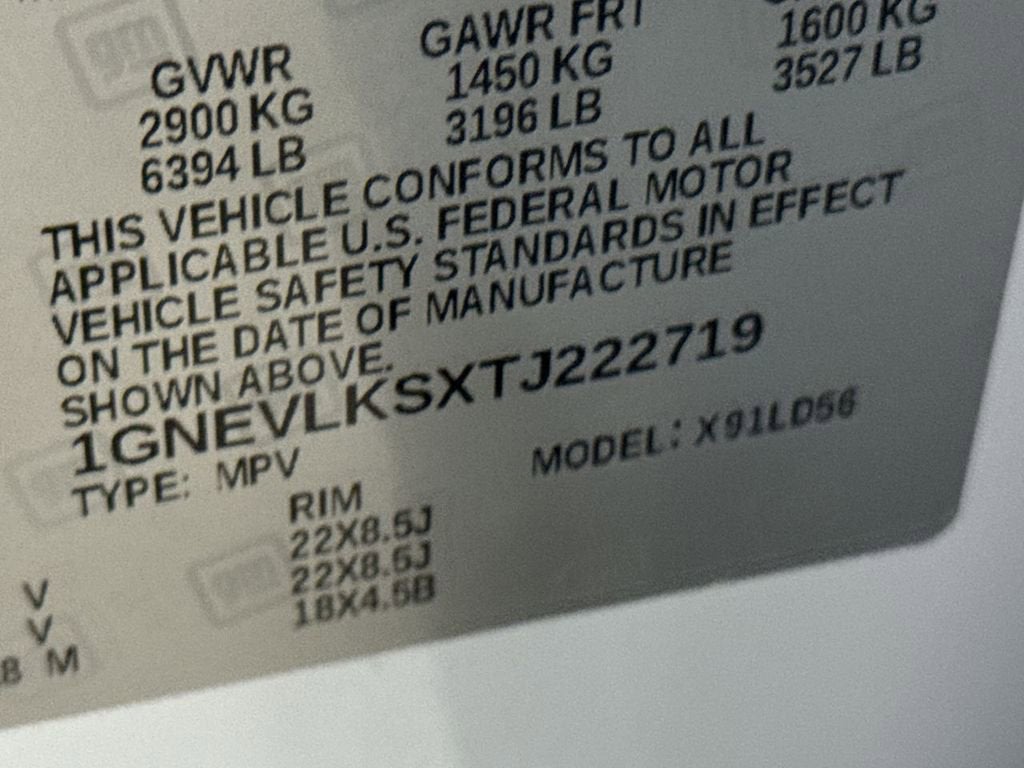 GVWR GAWR FRT
2900 KG 1450 KG 1600 KG
6394 LB 3196 LB 3527 LB
THIS VEHICLE CONFORMS TO ALL
APPLICABLE U.S. FEDERAL MOTOR
VEHICLE SAFETY STANDARDS IN EFFECT
ON THE DATE OF MANUFACTURE
SHOWN ABOVE.
1GNEVLKSXTJ222719
TYPE: MPV MODEL: X91LD56
RIM
22X8.5J
V 22X8.5J
V 18X4.5B
M